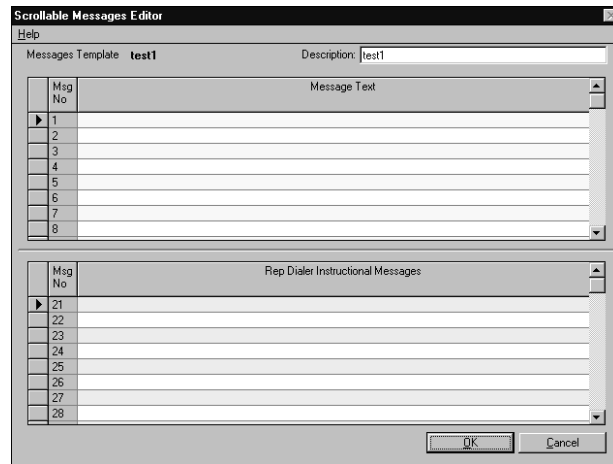 Scrollable Messages Editor
Help
Messages Template test1 Description: test1
Msg No Message Text
1
2
3
4
5
6
7
8
Msg No Rep Dialer Instructional Messages
21
22
23
24
25
26
27
28
OK Cancel